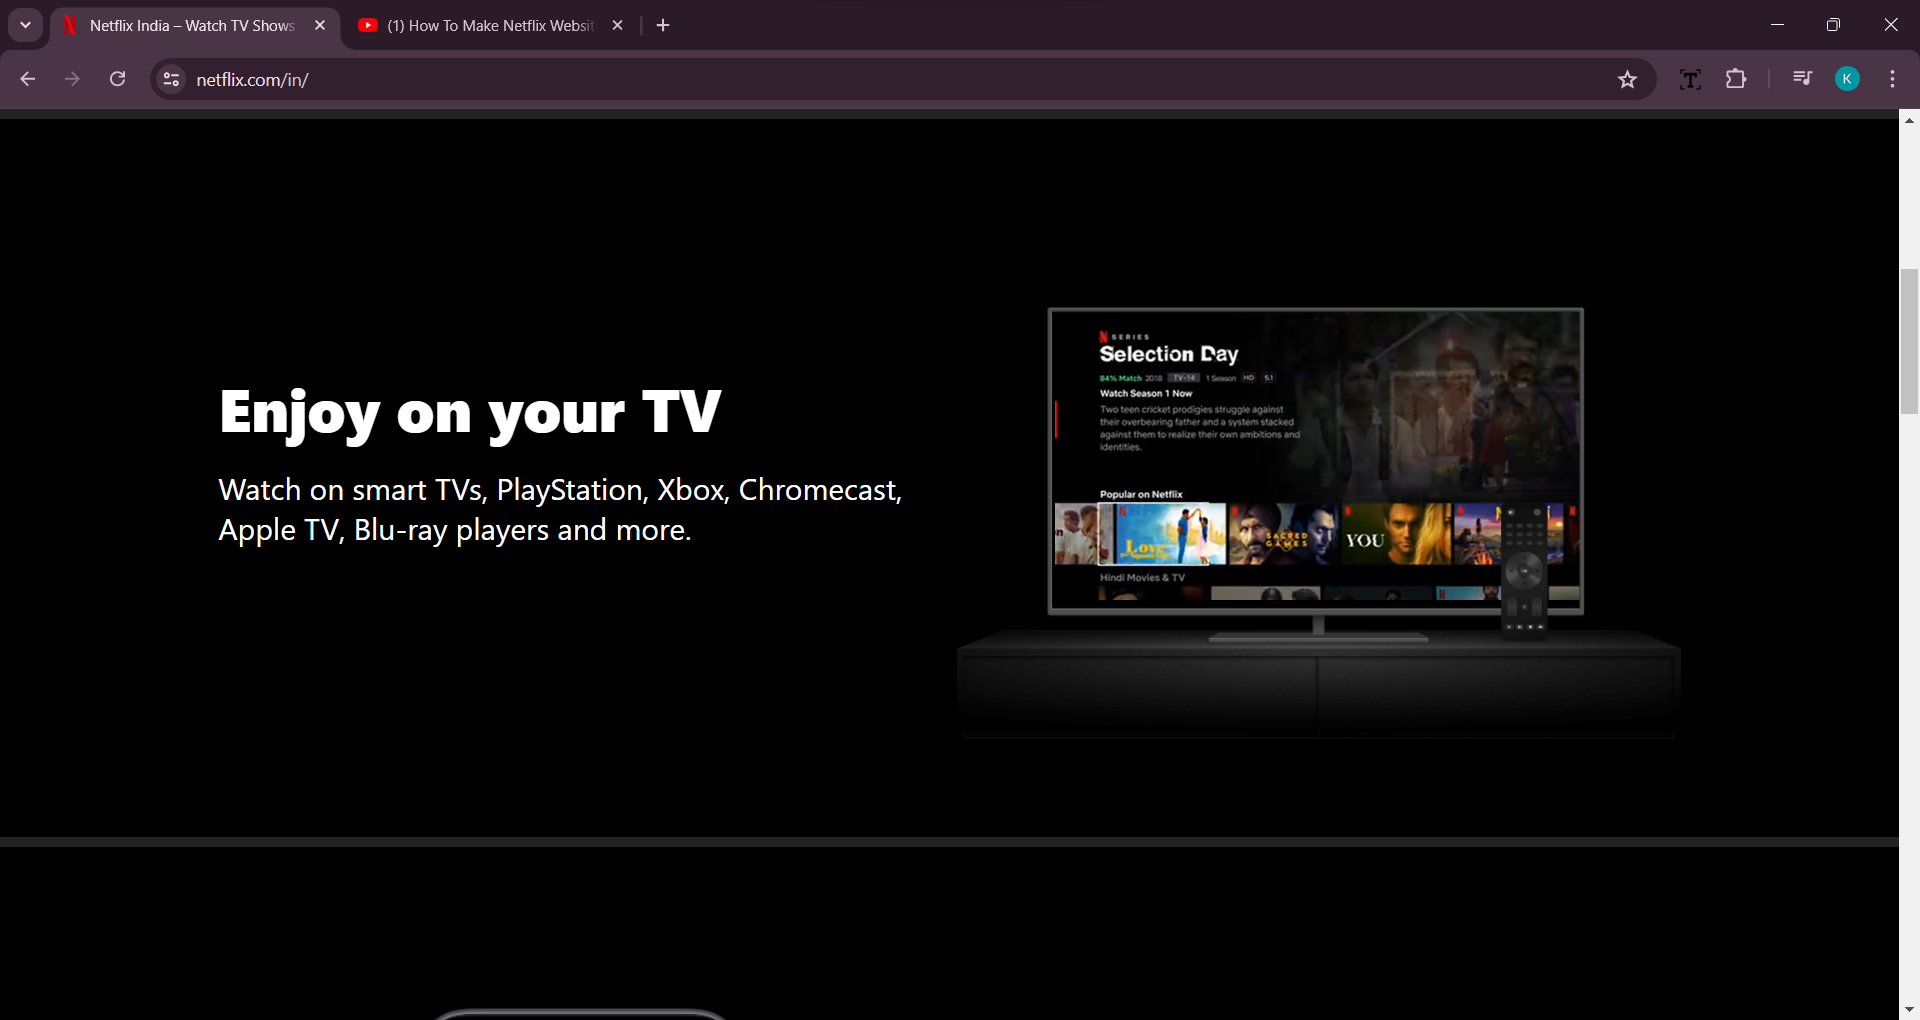 Netflix India – Watch TV Shows
(1) How To Make Netflix Websit
netflix.com/in/
K
N SERIES
Selection Day
84% Match 2018 TV-14 1 Season HD 5.1
Watch Season 1 Now
Two teen cricket prodigies struggle against
their overbearing father and a system stacked
against them to realize their own ambitions and
identities.
Enjoy on your TV
Watch on smart TVs, PlayStation, Xbox, Chromecast,
Apple TV, Blu-ray players and more.
Popular on Netflix
Love
SACRED
GAMES
YOU
Hindi Movies & TV